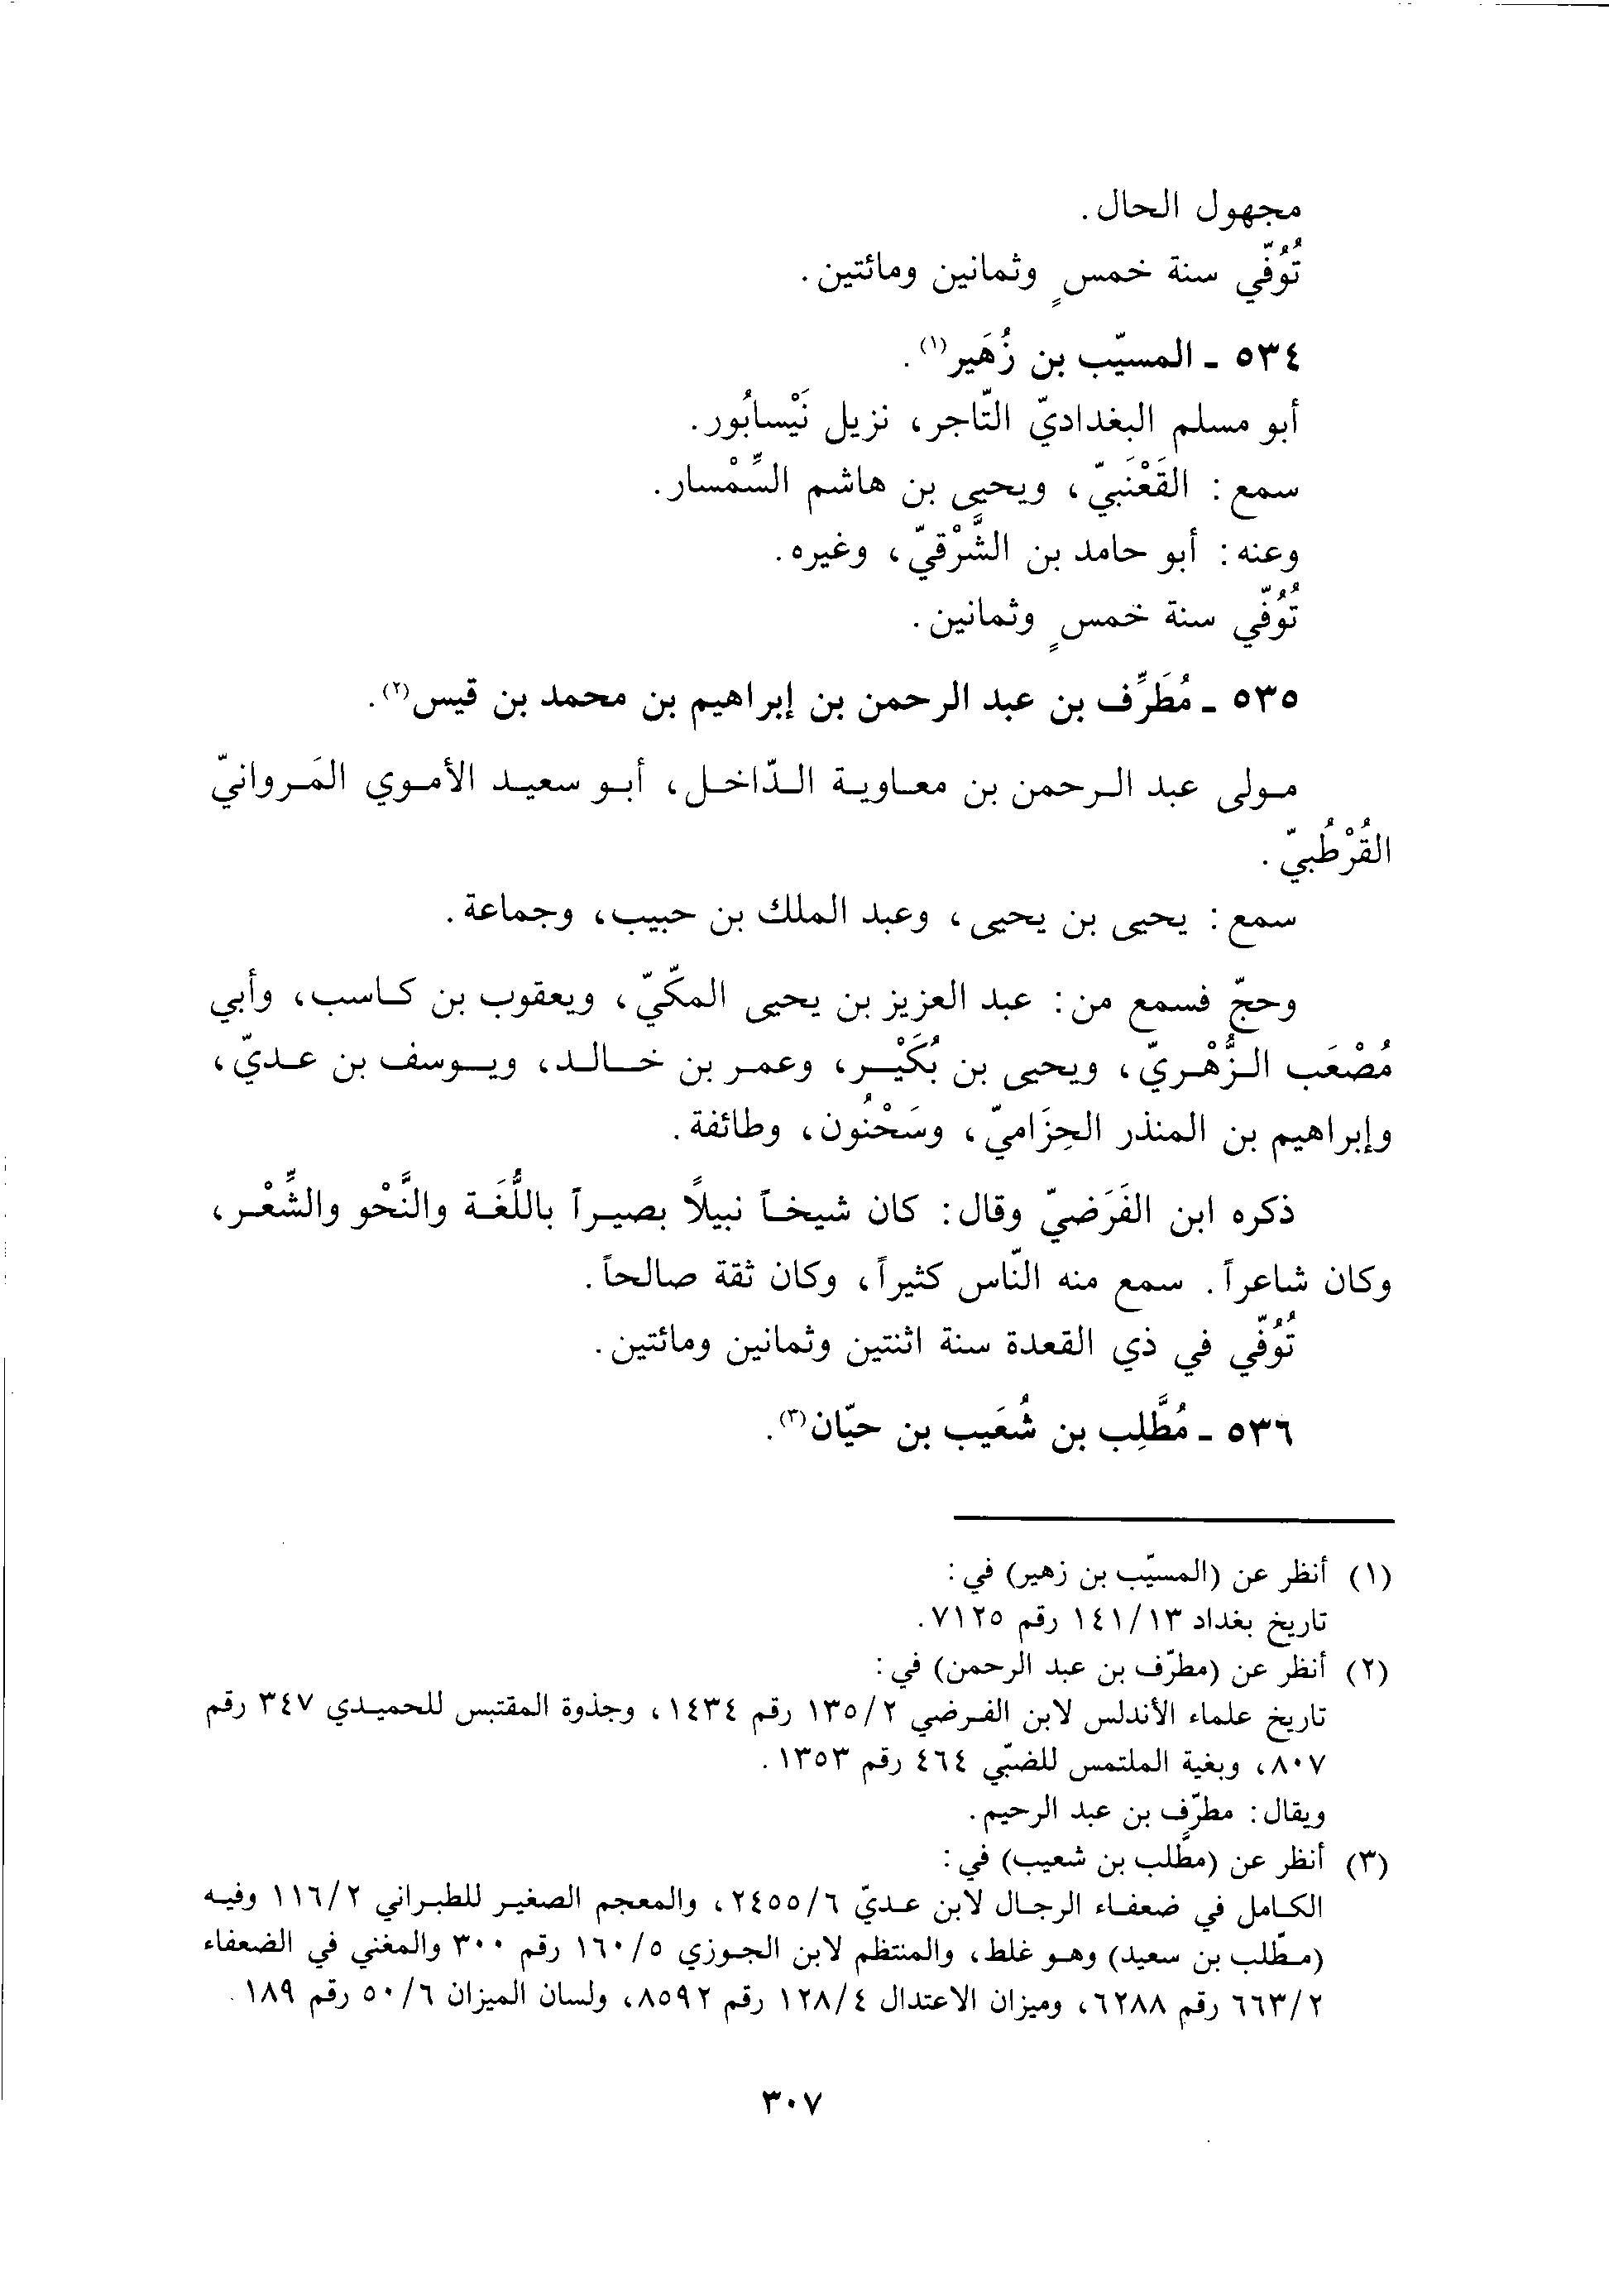 مجهول الحال.
تُوُفّي سنة خمسٍ وثمانين ومائتين.
٥٣٤ - المسيّب بن زُهَير(١).
أبو مسلم البغداديّ التّاجر، نزيل نَيْسابُور.
سمع: القَعْنَبيّ، ويحيى بن هاشم السِّمْسار.
وعنه: أبو حامد بن الشَّرْقيّ، وغيره.
تُوُفّي سنة خمسٍ وثمانين.
٥٣٥ - مُطَرِّف بن عبد الرحمن بن إبراهيم بن محمد بن قيس(٢).
مولى عبد الرحمن بن معاوية الدّاخل، أبو سعيد الأموي المَروانيّ
القُرْطُبيّ.
سمع: يحيى بن يحيى، وعبد الملك بن حبيب، وجماعة.
وحجّ فسمع من: عبد العزيز بن يحيى المكّيّ، ويعقوب بن كاسب، وأبي
مُصْعَب الزُّهْريّ، ويحيى بن بُكَيْر، وعمر بن خالد، ويوسف بن عديّ،
وإبراهيم بن المنذر الحِزَاميّ، وسَحْنُون، وطائفة.
ذكره ابن الفَرَضيّ وقال: كان شيخاً نبيلًا بصيراً باللُّغَة والنَّحْو والشِّعْر،
وكان شاعراً. سمع منه النّاس كثيراً، وكان ثقة صالحاً.
تُوُفّي في ذي القعدة سنة اثنتين وثمانين ومائتين.
٥٣٦ - مُطَّلِب بن شُعَيب بن حيّان(٣).
(١) أنظر عن (المسيّب بن زهير) في:
تاريخ بغداد ١٤١/١٣ رقم ٧١٢٥.
(٢) أنظر عن (مطرّف بن عبد الرحمن) في:
تاريخ علماء الأندلس لابن الفرضي ١٣٥/٢ رقم ١٤٣٤، وجذوة المقتبس للحميدي ٣٤٧ رقم
٨٠٧، وبغية الملتمس للضبّي ٤٦٤ رقم ١٣٥٣.
ويقال: مطرّف بن عبد الرحيم.
(٣) أنظر عن (مطّلب بن شعيب) في:
الكامل في ضعفاء الرجال لابن عديّ ٢٤٥٥/٦، والمعجم الصغير للطبراني ١١٦/٢ وفيه
(مطّلب بن سعيد) وهو غلط، والمنتظم لابن الجوزي ١٦٠/٥ رقم ٣٠٠ والمغني في الضعفاء
٦٦٣/٢ رقم ٦٢٨٨، وميزان الاعتدال ١٢٨/٤ رقم ٨٥٩٢، ولسان الميزان ٥٠/٦ رقم ١٨٩.
٣٠٧